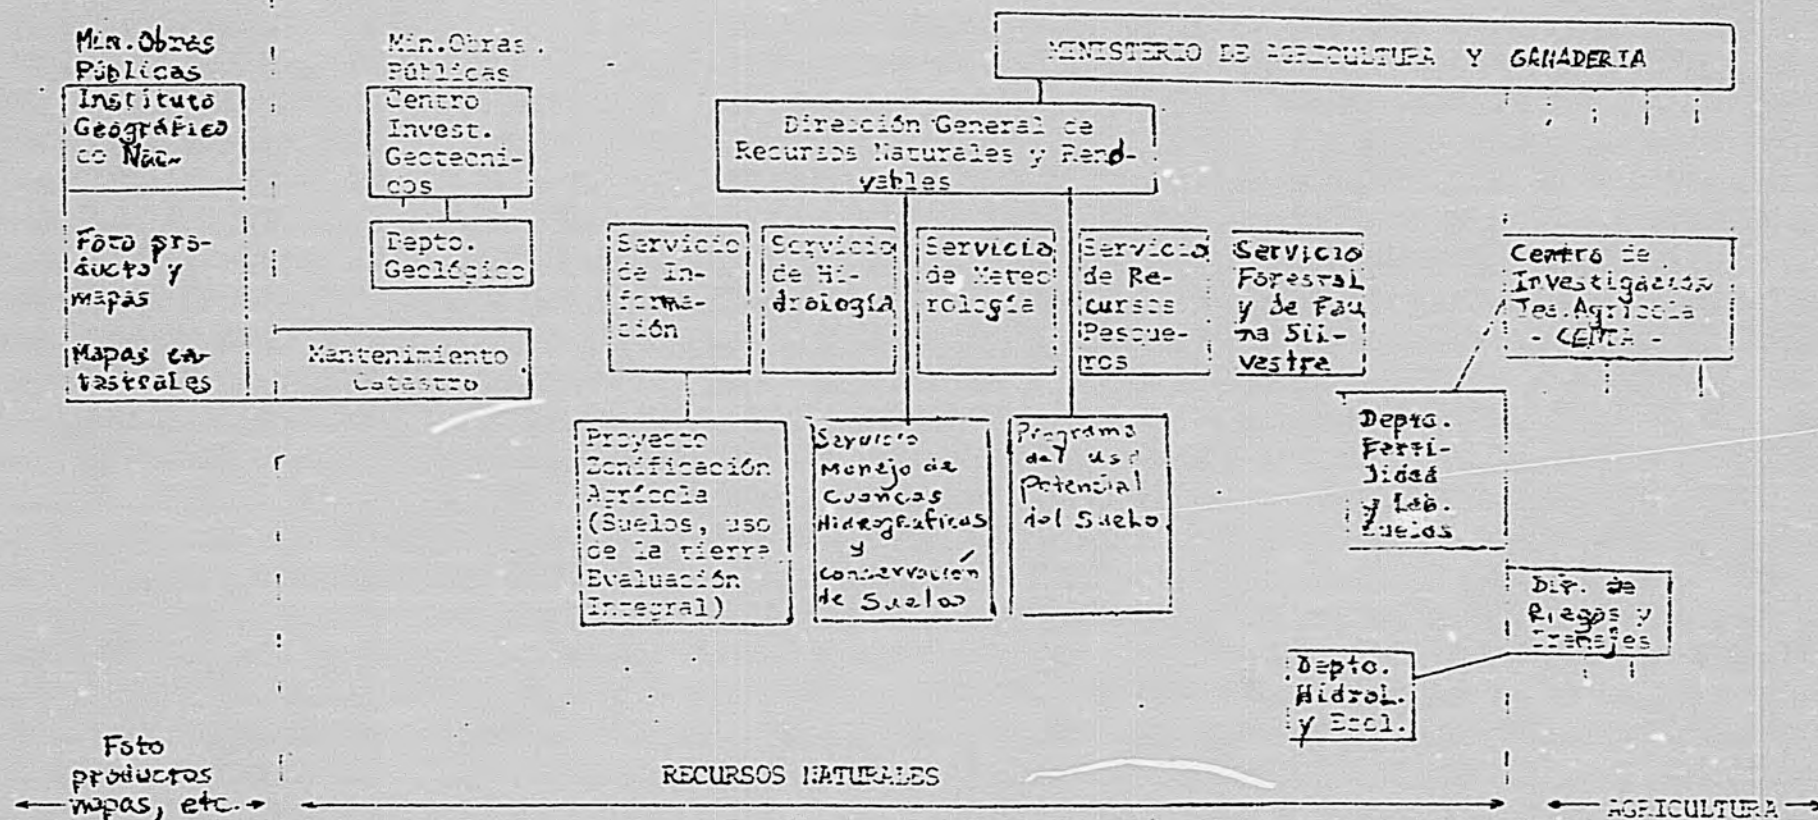 Min. Obras
Públicas
Instituto
Geográfico
co Nac~
Foto pro-
ducto y
mapas
Mapas ca-
tastrales
Min. Obras
Públicas
Centro
Invest.
Geotecni-
cos
Depto.
Geológico
Mantenimiento
Catastro
MINISTERIO DE AGRICULTURA Y GANADERIA
Dirección General de
Recursos Naturales y Reno-
vables
Servicio
de In-
forma-
ción
Servicio
de Hi-
drología
Servicio
de Meteo
rología
Servicio
de Re-
cursos
Pesque-
ros
Servicio
Forestal
y de Fau
na Sil-
vestre
Centro de
Investigación
Tec. Agrícola
- CENTA -
Proyecto
Zonificación
Agrícola
(Suelos, uso
de la tierra
Evaluación
Integral)
Servicio
Manejo de
Cuencas
Hidrograficas
y
Conservación
de Suelos
Programa
del Uso
Potencial
del Suelo
Depto.
Ferti-
lidad
y Lab.
Suelos
Dir. de
Riegos y
Drenajes
Depto.
Hidrol.
y Ecol.
Foto
productos
mapas, etc.
RECURSOS NATURALES
AGRICULTURA